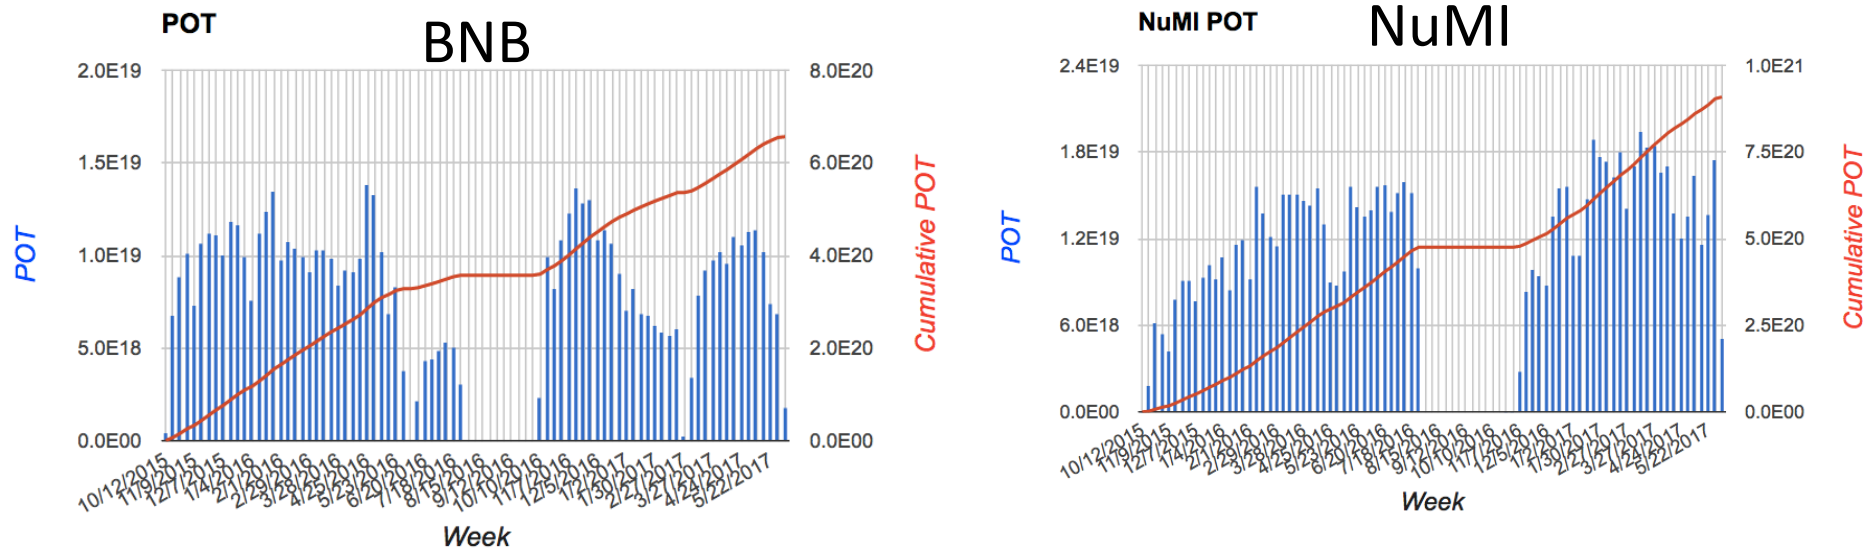 POT
BNB
2.0E19
1.5E19
1.0E19
5.0E18
0.0E00
8.0E20
6.0E20
4.0E20
2.0E20
0.0E00
POT
Cumulative POT
10/12/2015
11/9/2015
12/7/2015
1/4/2016
2/1/2016
2/29/2016
3/28/2016
4/25/2016
5/23/2016
6/20/2016
7/18/2016
8/15/2016
9/12/2016
10/10/2016
11/7/2016
12/5/2016
1/2/2017
1/30/2017
2/27/2017
3/27/2017
4/24/2017
5/22/2017
Week
NuMI POT
NuMI
2.4E19
1.8E19
1.2E19
6.0E18
0.0E00
1.0E21
7.5E20
5.0E20
2.5E20
0.0E00
POT
Cumulative POT
10/12/2015
11/9/2015
12/7/2015
1/4/2016
2/1/2016
2/29/2016
3/28/2016
4/25/2016
5/23/2016
6/20/2016
7/18/2016
8/15/2016
9/12/2016
10/10/2016
11/7/2016
12/5/2016
1/2/2017
1/30/2017
2/27/2017
3/27/2017
4/24/2017
5/22/2017
Week